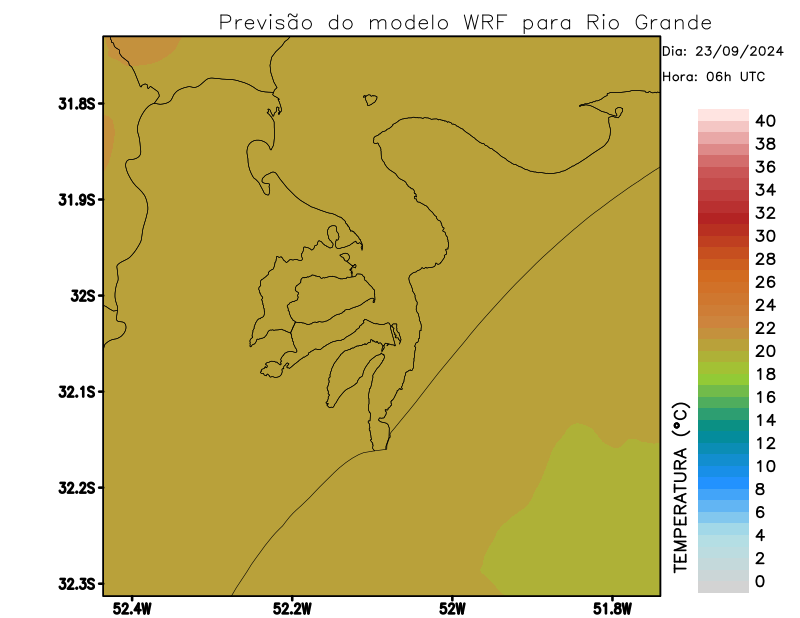 Previsão do modelo WRF para Rio Grande
Dia: 23/09/2024
Hora: 06h UTC
31.8S
31.9S
32S
32.1S
32.2S
32.3S
52.4W
52.2W
52W
51.8W
TEMPERATURA (°C)
40
38
36
34
32
30
28
26
24
22
20
18
16
14
12
10
8
6
4
2
0